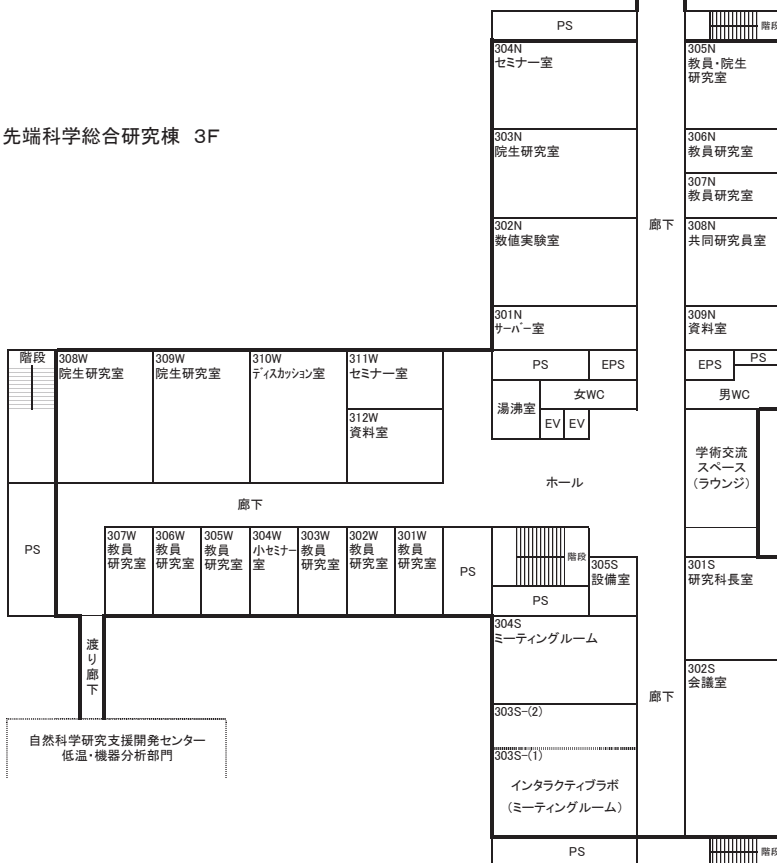 先端科学総合研究棟 3F
PS
階段
304N
セミナー室
305N
教員・院生
研究室
303N
院生研究室
306N
教員研究室
307N
教員研究室
302N
数値実験室
廊下
308N
共同研究員室
301N
サーバー室
309N
資料室
階段
308W
院生研究室
309W
院生研究室
310W
ディスカッション室
311W
セミナー室
312W
資料室
PS
EPS
EPS
PS
湯沸室
女WC
男WC
EV
EV
学術交流
スペース
(ラウンジ)
ホール
廊下
PS
307W
教員
研究室
306W
教員
研究室
305W
教員
研究室
304W
小セミナー
室
303W
教員
研究室
302W
教員
研究室
301W
教員
研究室
PS
階段
305S
設備室
PS
301S
研究科長室
304S
ミーティングルーム
302S
会議室
廊下
303S-(2)
303S-(1)
インタラクティブラボ
(ミーティングルーム)
渡り廊下
自然科学研究支援開発センター
低温・機器分析部門
PS
階段